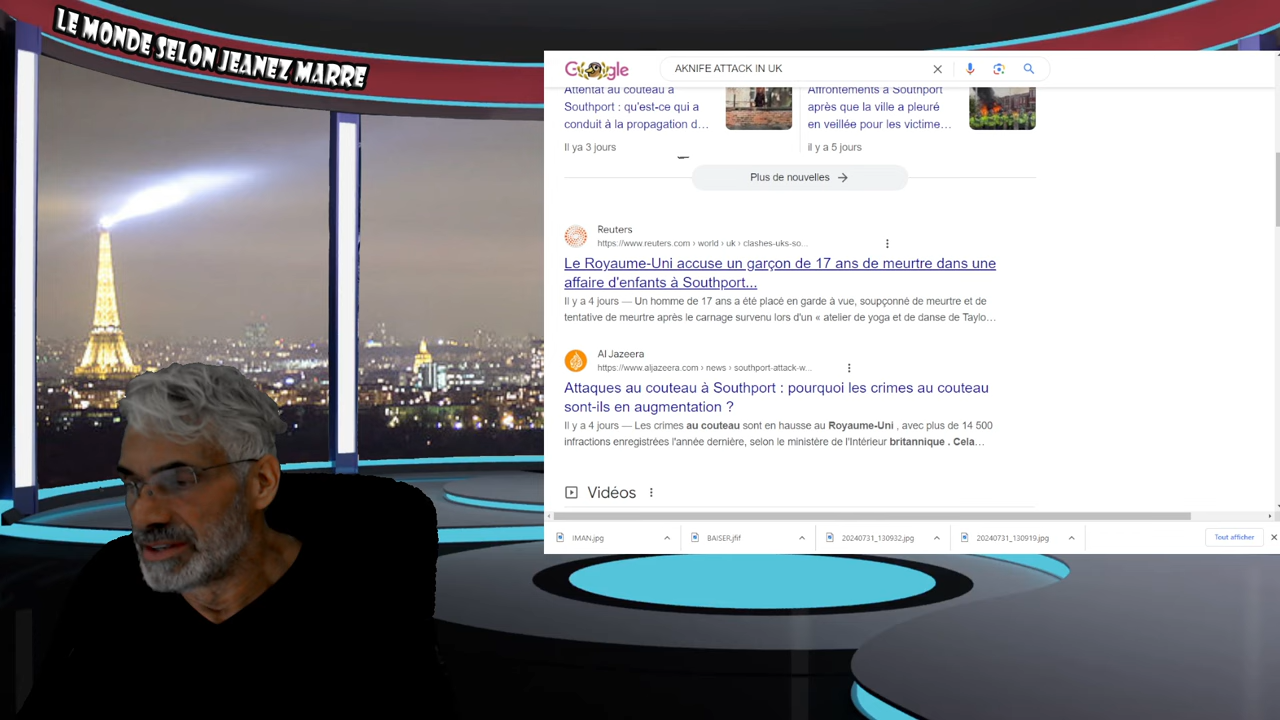 LE MONDE SELON JEANEZ MARRE
Google
AKNIFE ATTACK IN UK
Attentat au couteau à
Southport : qu'est-ce qui a
conduit à la propagation d...
Il ya 3 jours
Affrontements à Southport
après que la ville a pleuré
en veillée pour les victime...
il y a 5 jours
Plus de nouvelles
Reuters
https://www.reuters.com › world › uk › clashes-uks-so...
Le Royaume-Uni accuse un garçon de 17 ans de meurtre dans une
affaire d'enfants à Southport...
Il y a 4 jours — Un homme de 17 ans a été placé en garde à vue, soupçonné de meurtre et de
tentative de meurtre après le carnage survenu lors d'un « atelier de yoga et de danse de Taylo...
Al Jazeera
https://www.aljazeera.com › news › southport-attack-w...
Attaques au couteau à Southport : pourquoi les crimes au couteau
sont-ils en augmentation ?
Il y a 4 jours — Les crimes au couteau sont en hausse au Royaume-Uni , avec plus de 14 500
infractions enregistrées l'année dernière, selon le ministère de l'Intérieur britannique . Cela...
Vidéos
IMAN.jpg
BAISER.jfif
20240731_130932.jpg
20240731_130919.jpg
Tout afficher